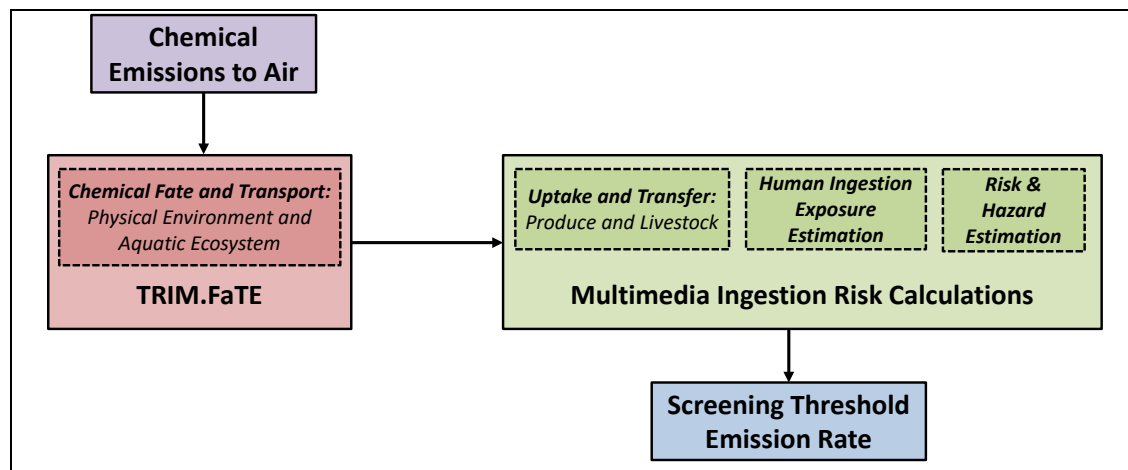 Chemical
Emissions to Air
Chemical Fate and Transport:
Physical Environment and
Aquatic Ecosystem
TRIM.FaTE
Uptake and Transfer:
Produce and Livestock
Human Ingestion
Exposure
Estimation
Risk &
Hazard
Estimation
Multimedia Ingestion Risk Calculations
Screening Threshold
Emission Rate